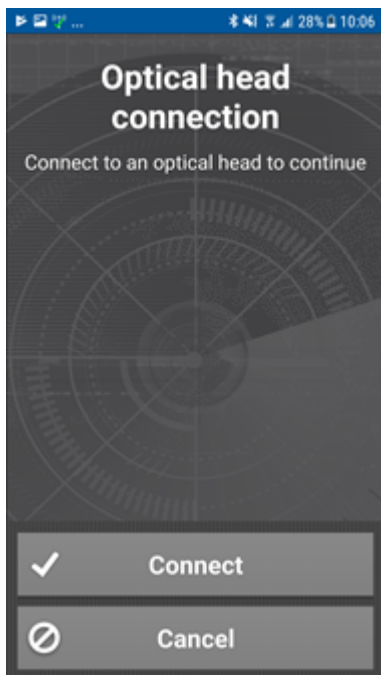 ... 28% 10:06
Optical head
connection
Connect to an optical head to continue
Connect
Cancel